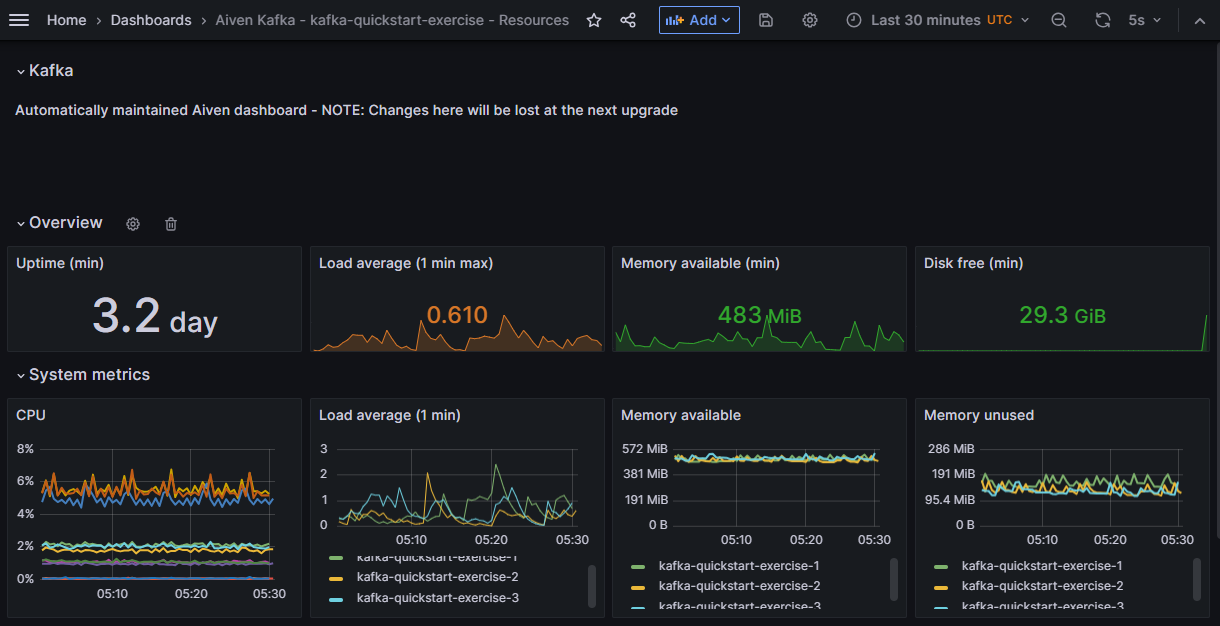 Home › Dashboards › Aiven Kafka - kafka-quickstart-exercise - Resources Add Last 30 minutes UTC 5s
Kafka
Automatically maintained Aiven dashboard - NOTE: Changes here will be lost at the next upgrade
Overview
Uptime (min)
3.2 day
Load average (1 min max)
0.610
Memory available (min)
483 MiB
Disk free (min)
29.3 GiB
System metrics
CPU
8%
6%
4%
2%
0%
05:10 05:20 05:30
Load average (1 min)
3
2
1
0
05:10 05:20 05:30
kafka-quickstart-exercise-1
kafka-quickstart-exercise-2
kafka-quickstart-exercise-3
Memory available
572 MiB
381 MiB
191 MiB
0 B
05:10 05:20 05:30
kafka-quickstart-exercise-1
kafka-quickstart-exercise-2
kafka-quickstart-exercise-3
Memory unused
286 MiB
191 MiB
95.4 MiB
0 B
05:10 05:20 05:30
kafka-quickstart-exercise-1
kafka-quickstart-exercise-2
kafka-quickstart-exercise-3